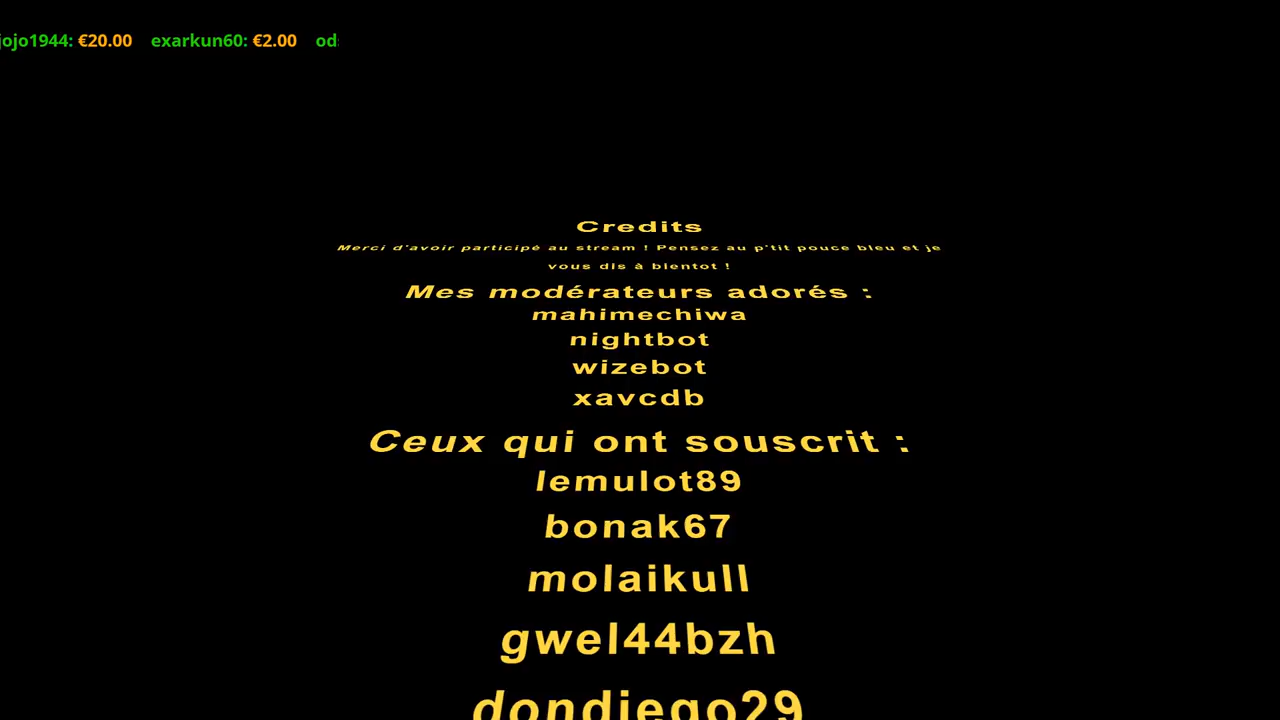 jojo1944: €20.00 exarkun60: €2.00 od
Credits
Merci d'avoir participé au stream ! Pensez au p'tit pouce bleu et je
vous dis à bientot !
Mes modérateurs adorés :
mahimechiwa
nightbot
wizebot
xavcdb
Ceux qui ont souscrit :
lemulot89
bonak67
molaikull
gwel44bzh
dondiego29